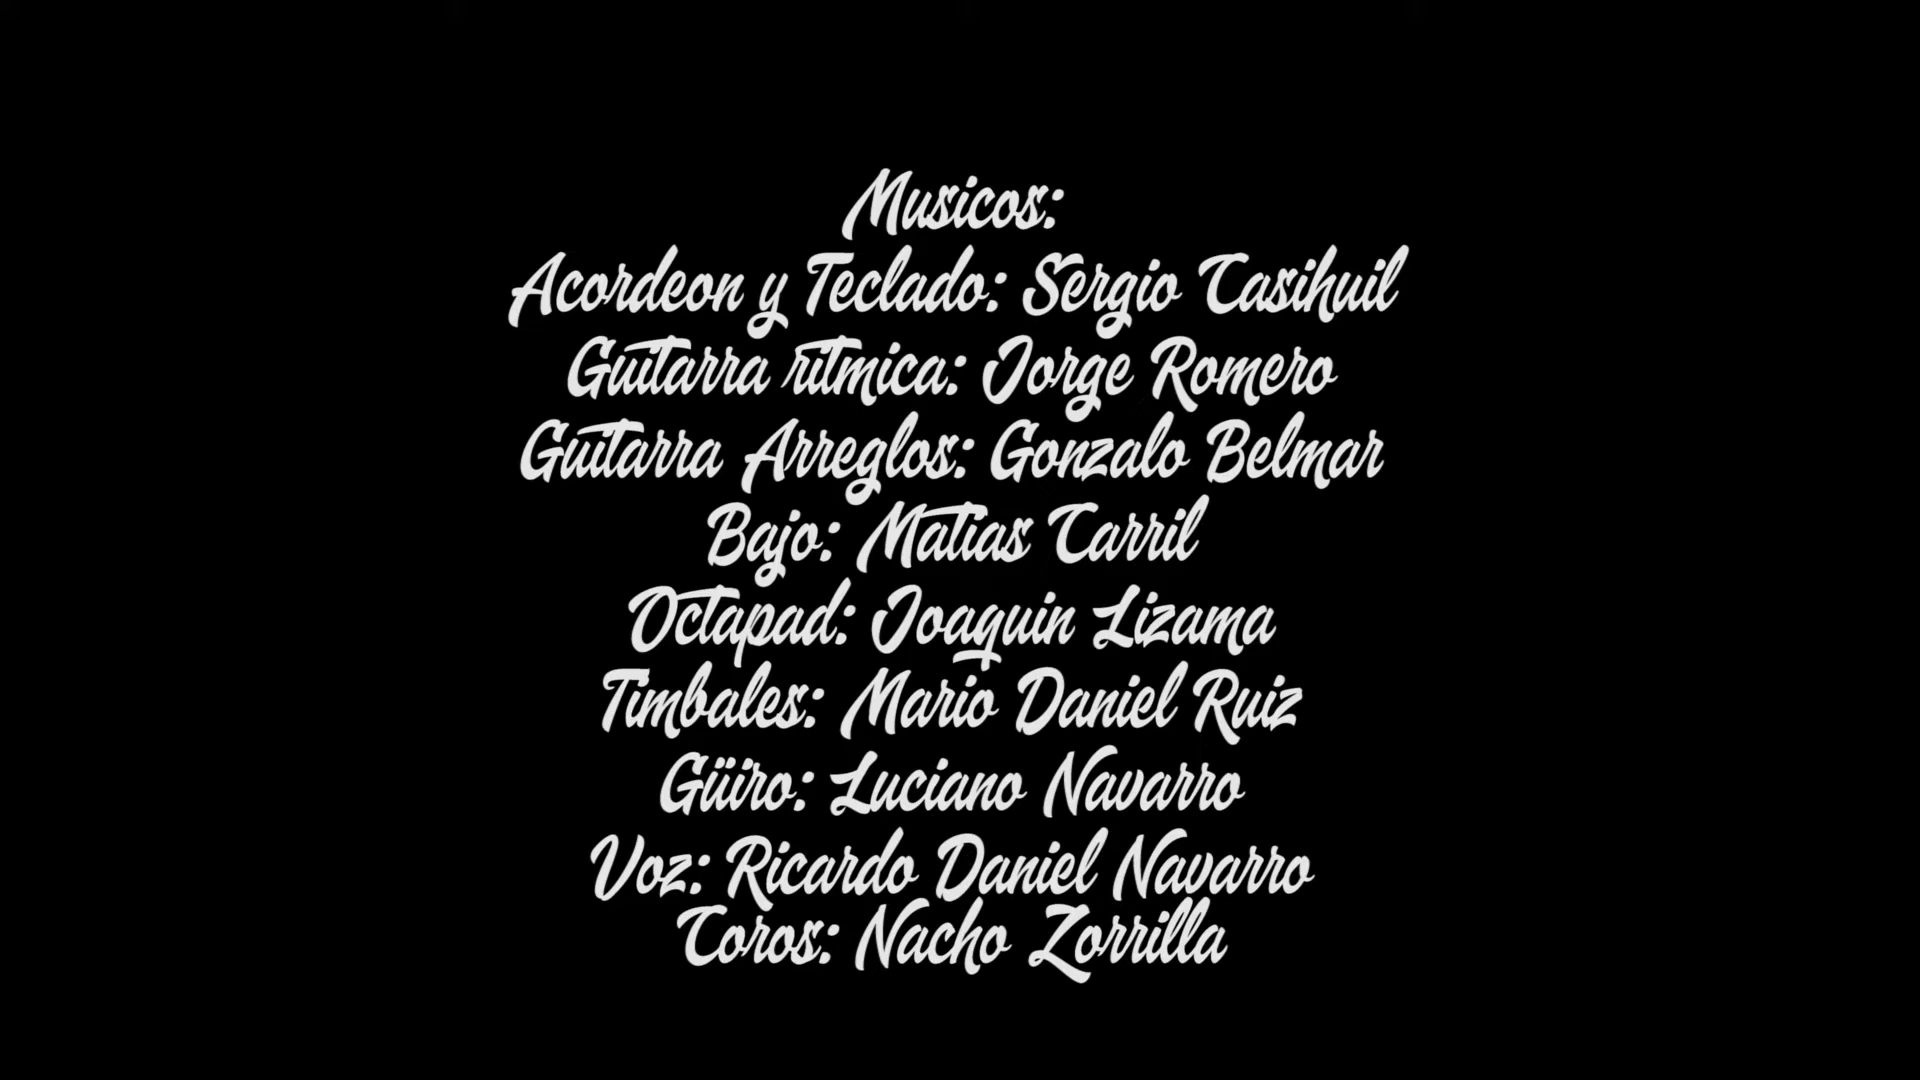 Musicos:
Acordeon y Teclado: Sergio Casihuil
Guitarra ritmica: Jorge Romero
Guitarra Arreglos: Gonzalo Belmar
Bajo: Matias Carril
Octapad: Joaquin Lizama
Timbales: Mario Daniel Ruiz
Güiro: Luciano Navarro
Voz: Ricardo Daniel Navarro
Coros: Nacho Zorrilla